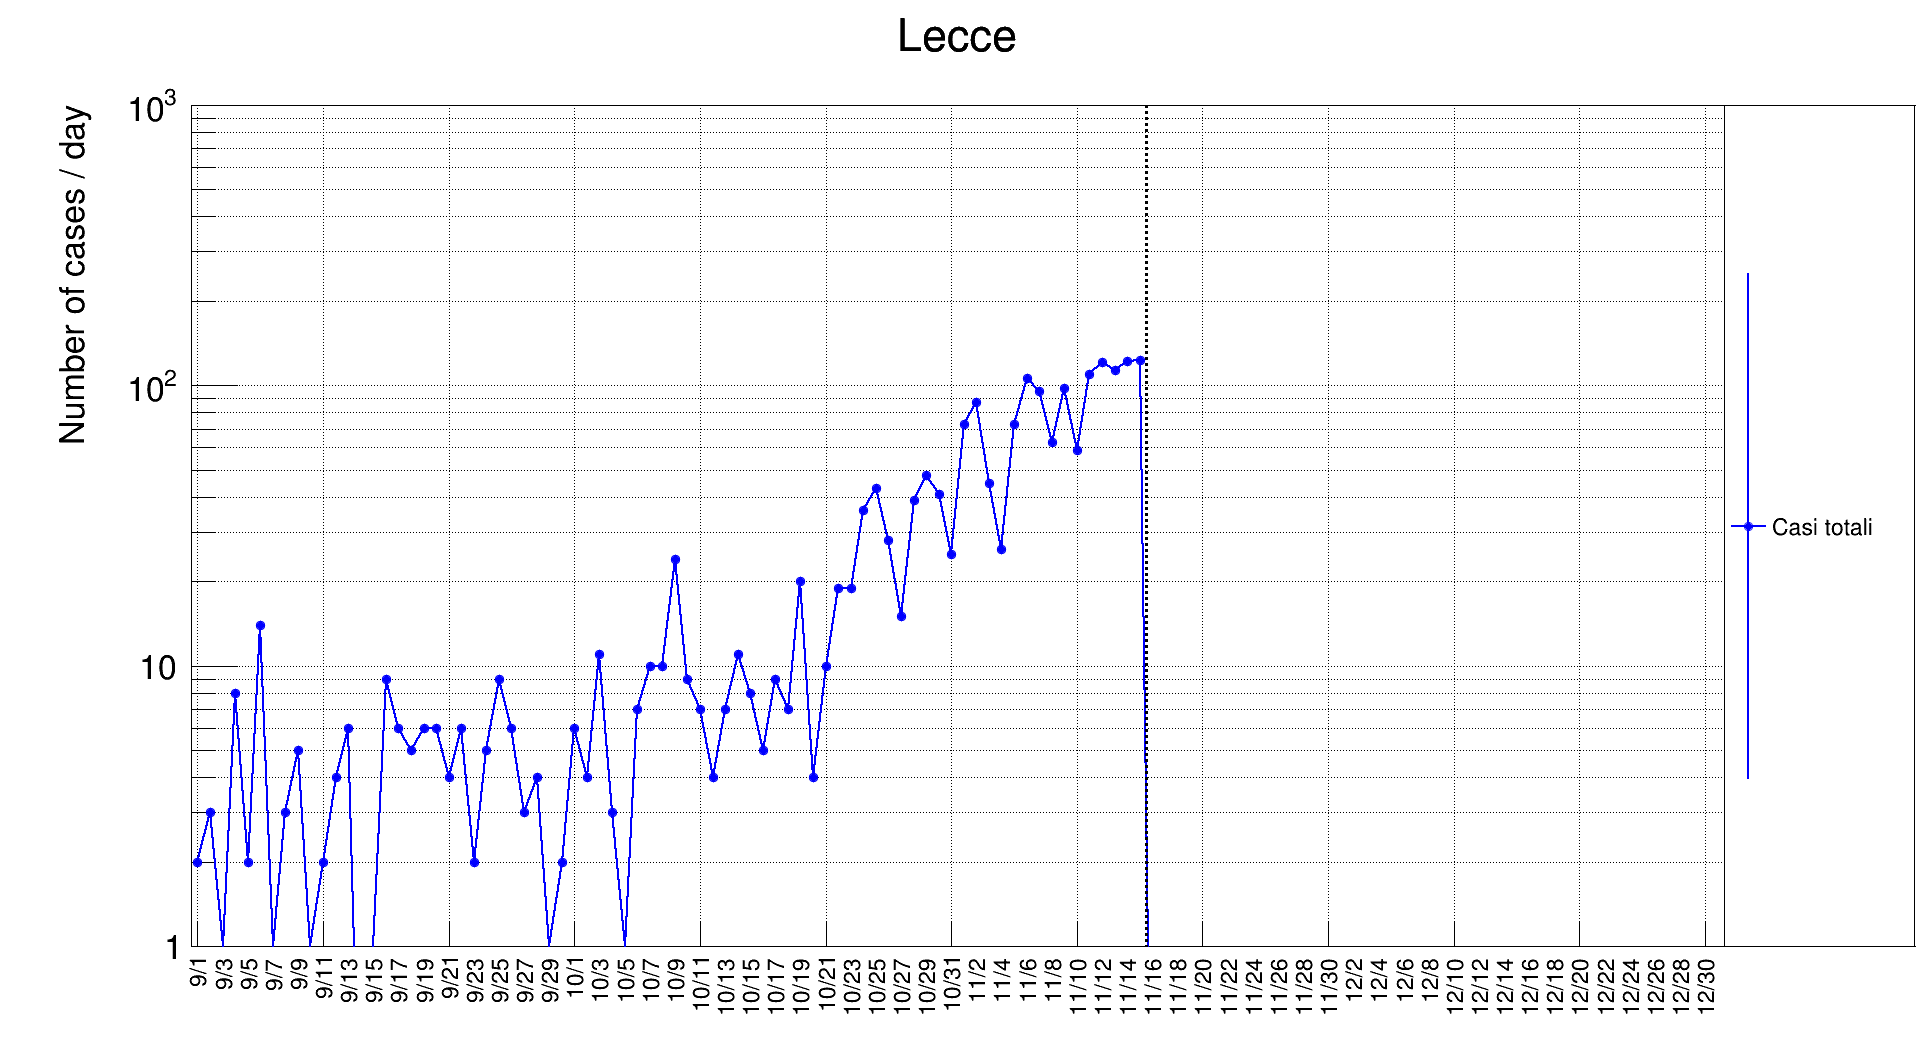 Lecce
Number of cases / day
10³
10²
10
1
9/1 9/3 9/5 9/7 9/9 9/11 9/13 9/15 9/17 9/19 9/21 9/23 9/25 9/27 9/29 10/1 10/3 10/5 10/7 10/9 10/11 10/13 10/15 10/17 10/19 10/21 10/23 10/25 10/27 10/29 10/31 11/2 11/4 11/6 11/8 11/10 11/12 11/14 11/16 11/18 11/20 11/22 11/24 11/26 11/28 11/30 12/2 12/4 12/6 12/8 12/10 12/12 12/14 12/16 12/18 12/20 12/22 12/24 12/26 12/28 12/30
Casi totali